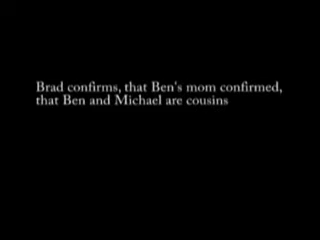 Brad confirms, that Ben's mom confirmed,
that Ben and Michael are cousins